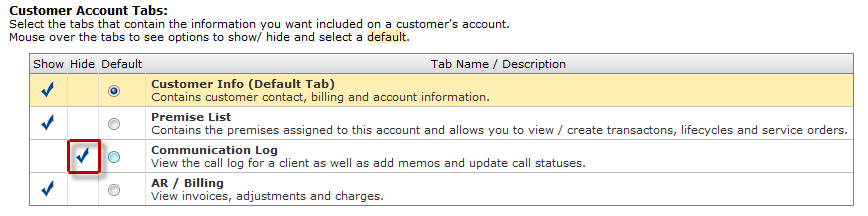 Customer Account Tabs:
Select the tabs that contain the information you want included on a customer's account.
Mouse over the tabs to see options to show/ hide and select a default.
Show Hide Default Tab Name / Description
Customer Info (Default Tab)
Contains customer contact, billing and account information.
Premise List
Contains the premises assigned to this account and allows you to view / create transactons, lifecycles and service orders.
Communication Log
View the call log for a client as well as add memos and update call statuses.
AR / Billing
View invoices, adjustments and charges.